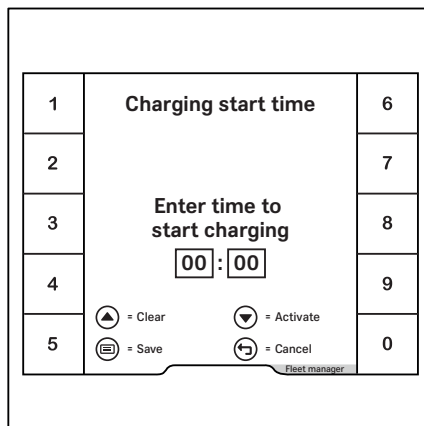 Charging start time
1
2
3
4
5
6
7
8
9
0
Enter time to
start charging
00 : 00
= Clear
= Activate
= Save
= Cancel
Fleet manager